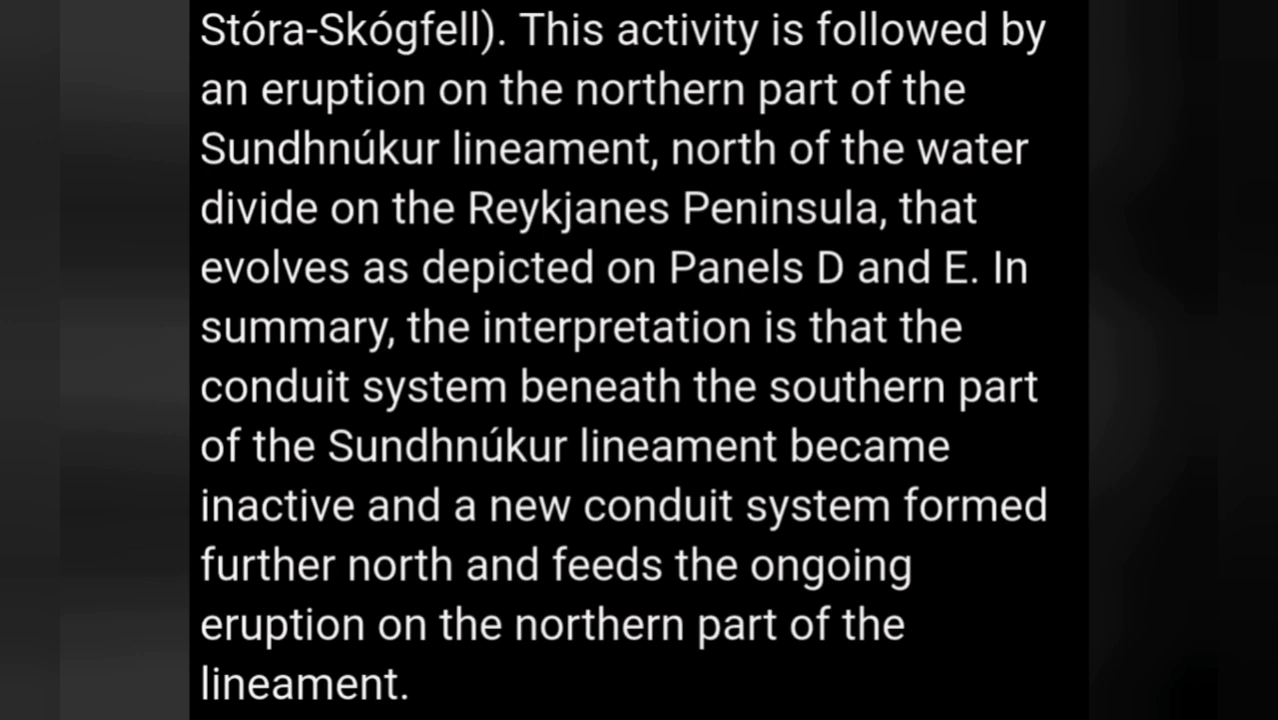 Stóra-Skógfell). This activity is followed by
an eruption on the northern part of the
Sundhnúkur lineament, north of the water
divide on the Reykjanes Peninsula, that
evolves as depicted on Panels D and E. In
summary, the interpretation is that the
conduit system beneath the southern part
of the Sundhnúkur lineament became
inactive and a new conduit system formed
further north and feeds the ongoing
eruption on the northern part of the
lineament.